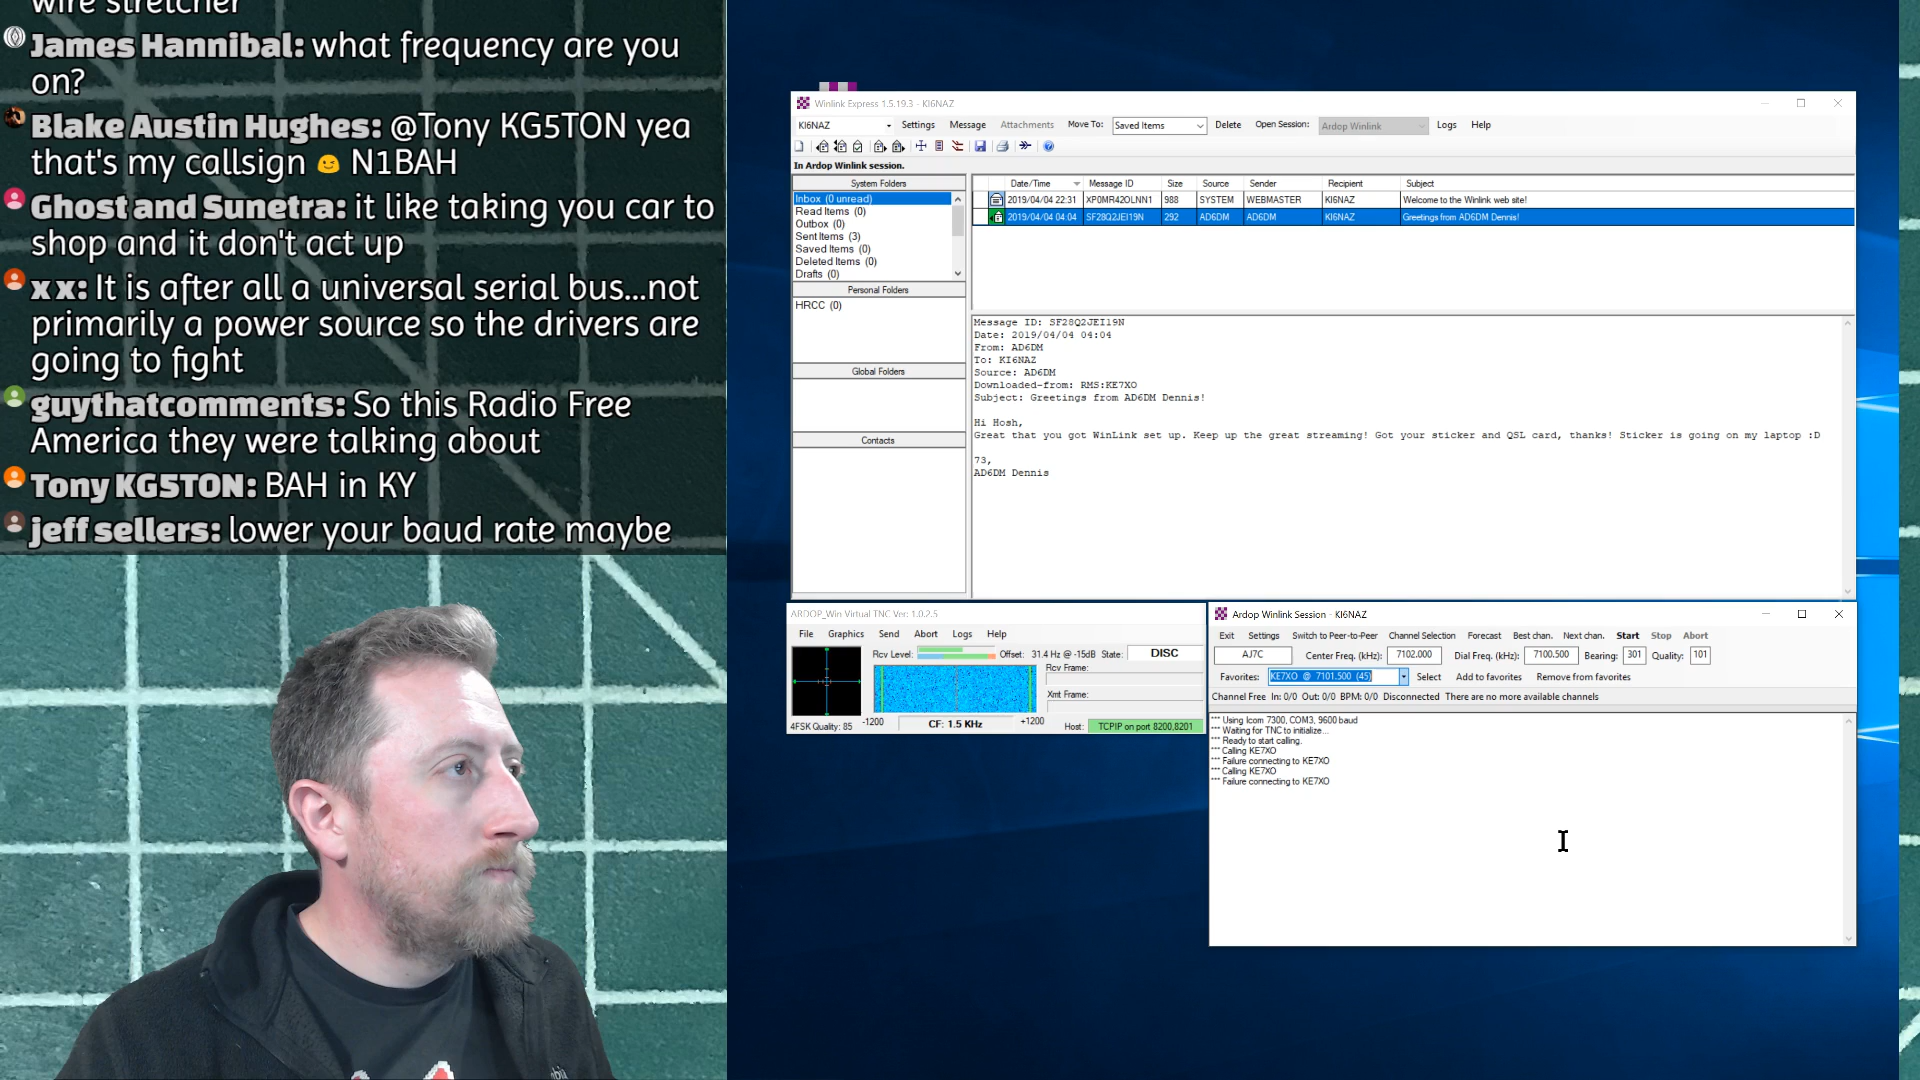 wire stretcher
James Hannibal: what frequency are you
on?
Blake Austin Hughes: @Tony KG5TON yea
that's my callsign 😉 N1BAH
Ghost and Sunetra: it like taking you car to
shop and it don't act up
x x: It is after all a universal serial bus...not
primarily a power source so the drivers are
going to fight
guythatcomments: So this Radio Free
America they were talking about
Tony KG5TON: BAH in KY
jeff sellers: lower your baud rate maybe
Winlink Express 1.5.19.3 - KI6NAZ
KI6NAZ Settings Message Attachments Move To: Saved Items Delete Open Session: Ardop Winlink Logs Help
In Ardop Winlink session.
System Folders
Inbox (0 unread)
Read Items (0)
Outbox (0)
Sent Items (3)
Saved Items (0)
Deleted Items (0)
Drafts (0)
Personal Folders
HRCC (0)
Global Folders
Contacts
Date/Time Message ID Size Source Sender Recipient Subject
2019/04/04 22:31 XP0MR42OLNN1 988 SYSTEM WEBMASTER KI6NAZ Welcome to the Winlink web site!
2019/04/04 04:04 SF28Q2JEI19N 292 AD6DM AD6DM KI6NAZ Greetings from AD6DM Dennis!
Message ID: SF28Q2JEI19N
Date: 2019/04/04 04:04
From: AD6DM
To: KI6NAZ
Source: AD6DM
Downloaded-from: RMS:KE7XO
Subject: Greetings from AD6DM Dennis!
Hi Hosh,
Great that you got WinLink set up. Keep up the great streaming! Got your sticker and QSL card, thanks! Sticker is going on my laptop :D
73,
AD6DM Dennis
ARDOP_Win Virtual TNC Ver: 1.0.2.5
File Graphics Send Abort Logs Help
Rcv Level: Offset: 31.4 Hz @ -15dB State: DISC
Rcv Frame:
Xmt Frame:
4FSK Quality: 85 -1200 CF: 1.5 KHz +1200 Host: TCPIP on port 8200,8201
Ardop Winlink Session - KI6NAZ
Exit Settings Switch to Peer-to-Peer Channel Selection Forecast Best chan. Next chan. Start Stop Abort
AJ7C Center Freq. (kHz): 7102.000 Dial Freq. (kHz): 7100.500 Bearing: 301 Quality: 101
Favorites: KE7XO @ 7101.500 (45) Select Add to favorites Remove from favorites
Channel Free In: 0/0 Out: 0/0 BPM: 0/0 Disconnected There are no more available channels
*** Using Icom 7300, COM3, 9600 baud
*** Waiting for TNC to initialize...
*** Ready to start calling.
*** Calling KE7XO
*** Failure connecting to KE7XO
*** Calling KE7XO
*** Failure connecting to KE7XO